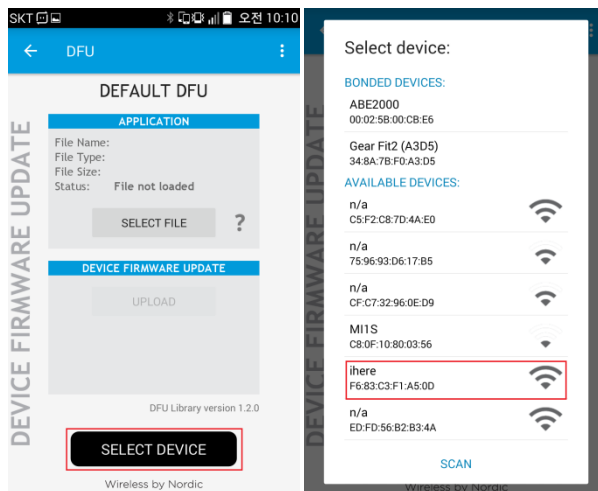 SKT 오전 10:10
DFU
DEVICE FIRMWARE UPDATE
DEFAULT DFU
APPLICATION
File Name:
File Type:
File Size:
Status: File not loaded
SELECT FILE ?
DEVICE FIRMWARE UPDATE
UPLOAD
DFU Library version 1.2.0
SELECT DEVICE
Wireless by Nordic
DEVICE FIRMWARE UPDATE
Select device:
BONDED DEVICES:
ABE2000
00:02:5B:00:CB:E6
Gear Fit2 (A3D5)
34:8A:7B:F0:A3:D5
AVAILABLE DEVICES:
n/a
C5:F2:C8:7D:4A:E0
n/a
75:96:93:D6:17:B5
n/a
CF:C7:32:96:0E:D9
MI1S
C8:0F:10:80:03:56
ihere
F6:83:C3:F1:A5:0D
n/a
ED:FD:56:B2:B3:4A
SCAN
Wireless by Nordic